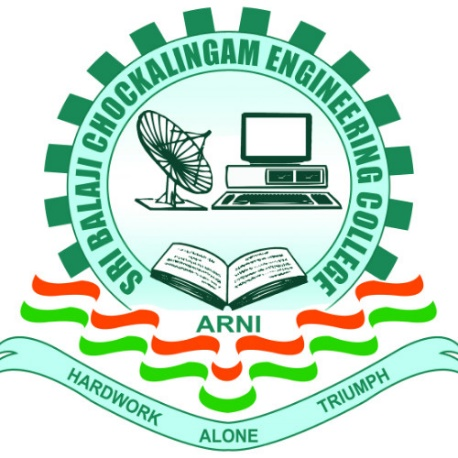 SRI BALAJI CHOCKALINGAM ENGINEERING COLLEGE
ARNI
HARDWORK ALONE TRIUMPH